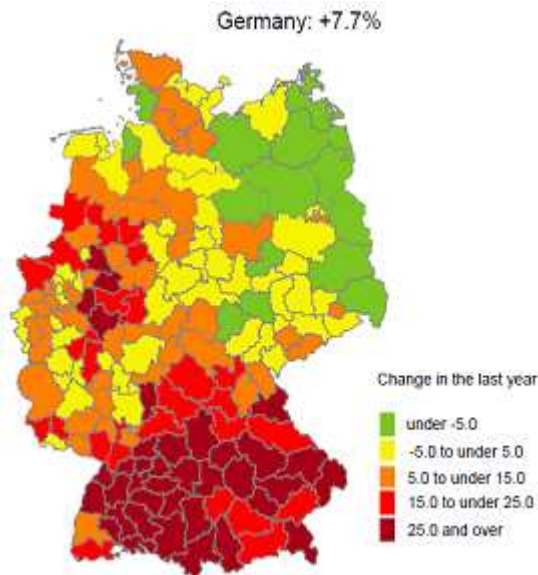 Germany: +7.7%
Change in the last year
under -5.0
-5.0 to under 5.0
5.0 to under 15.0
15.0 to under 25.0
25.0 and over